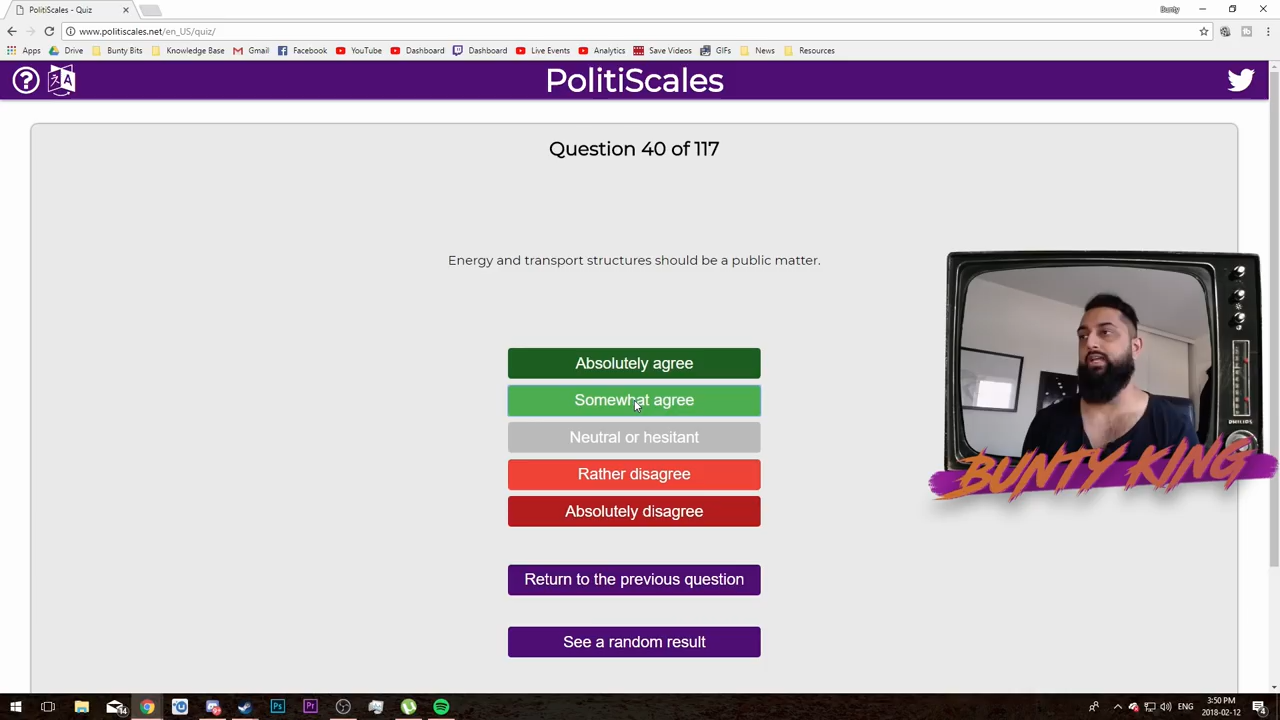 PolitiScales - Quiz
Bunty
www.politiscales.net/en_US/quiz/
Apps Drive Bunty Bits Knowledge Base Gmail Facebook YouTube Dashboard Dashboard Live Events Analytics Save Videos GIFs News Resources
PolitiScales
Question 40 of 117
Energy and transport structures should be a public matter.
Absolutely agree
Somewhat agree
Neutral or hesitant
Rather disagree
Absolutely disagree
Return to the previous question
See a random result
PHILIPS
BUNTY KING
14
ENG
3:50 PM
2018-02-12
4